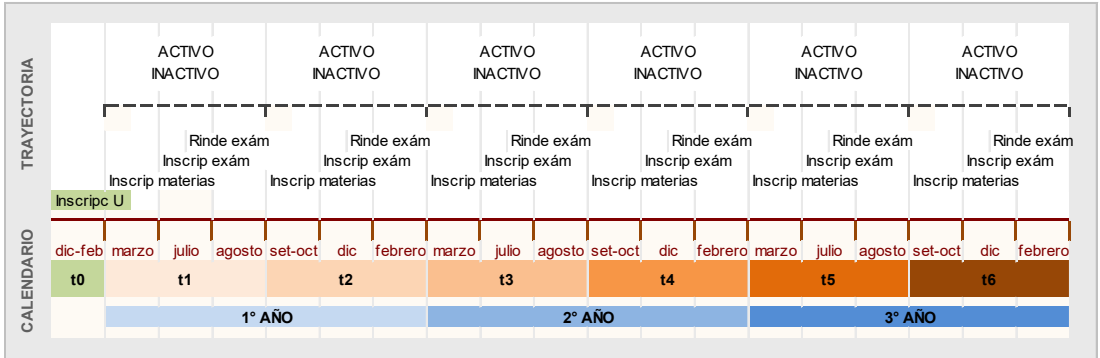 TRAYECTORIA
ACTIVO ACTIVO ACTIVO ACTIVO ACTIVO ACTIVO
INACTIVO INACTIVO INACTIVO INACTIVO INACTIVO INACTIVO
Rinde exám Rinde exám Rinde exám Rinde exám Rinde exám Rinde exám
Inscrip exám Inscrip exám Inscrip exám Inscrip exám Inscrip exám Inscrip exám
Inscrip materias Inscrip materias Inscrip materias Inscrip materias Inscrip materias Inscrip materias
Inscripc U
CALENDARIO
dic-feb marzo julio agosto set-oct dic febrero marzo julio agosto set-oct dic febrero marzo julio agosto set-oct dic febrero
t0 t1 t2 t3 t4 t5 t6
1° AÑO 2° AÑO 3° AÑO